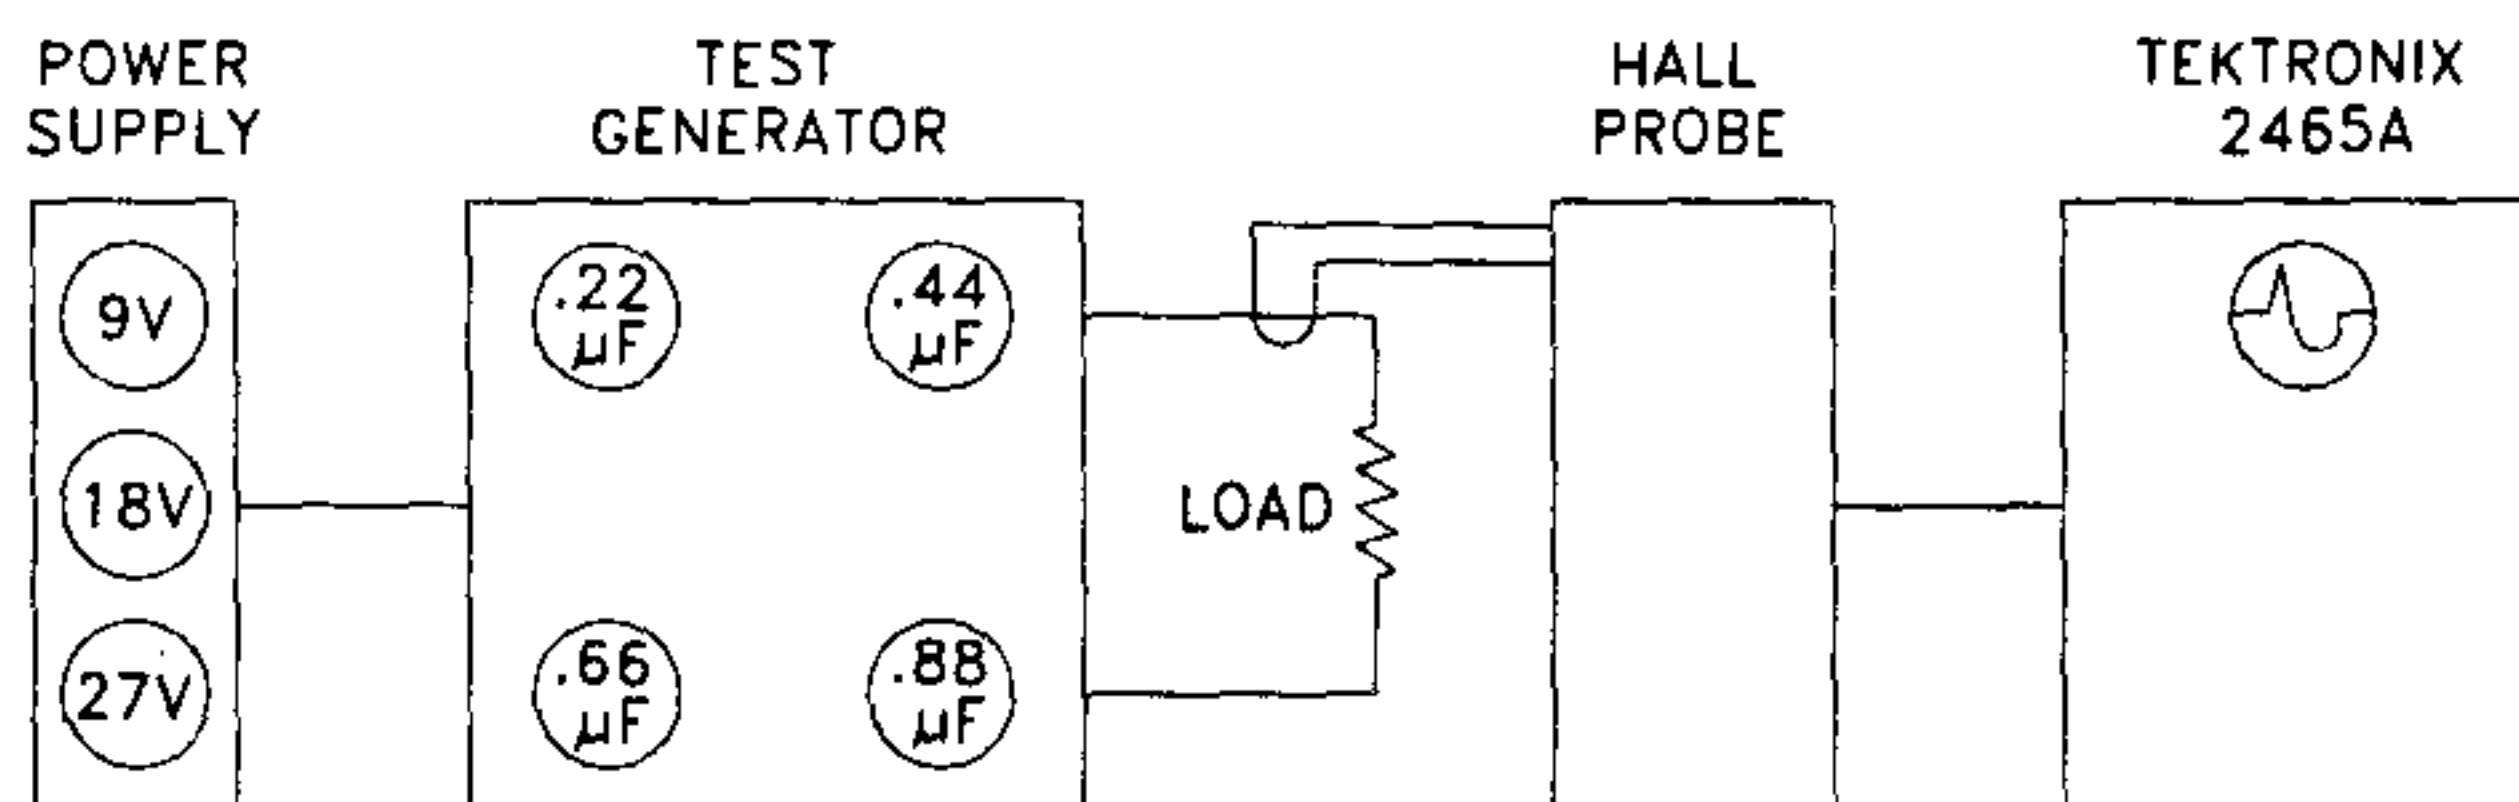 POWER
SUPPLY
TEST
GENERATOR
HALL
PROBE
TEKTRONIX
2465A
9V
18V
27V
.22
µF
.44
µF
.66
µF
.88
µF
LOAD